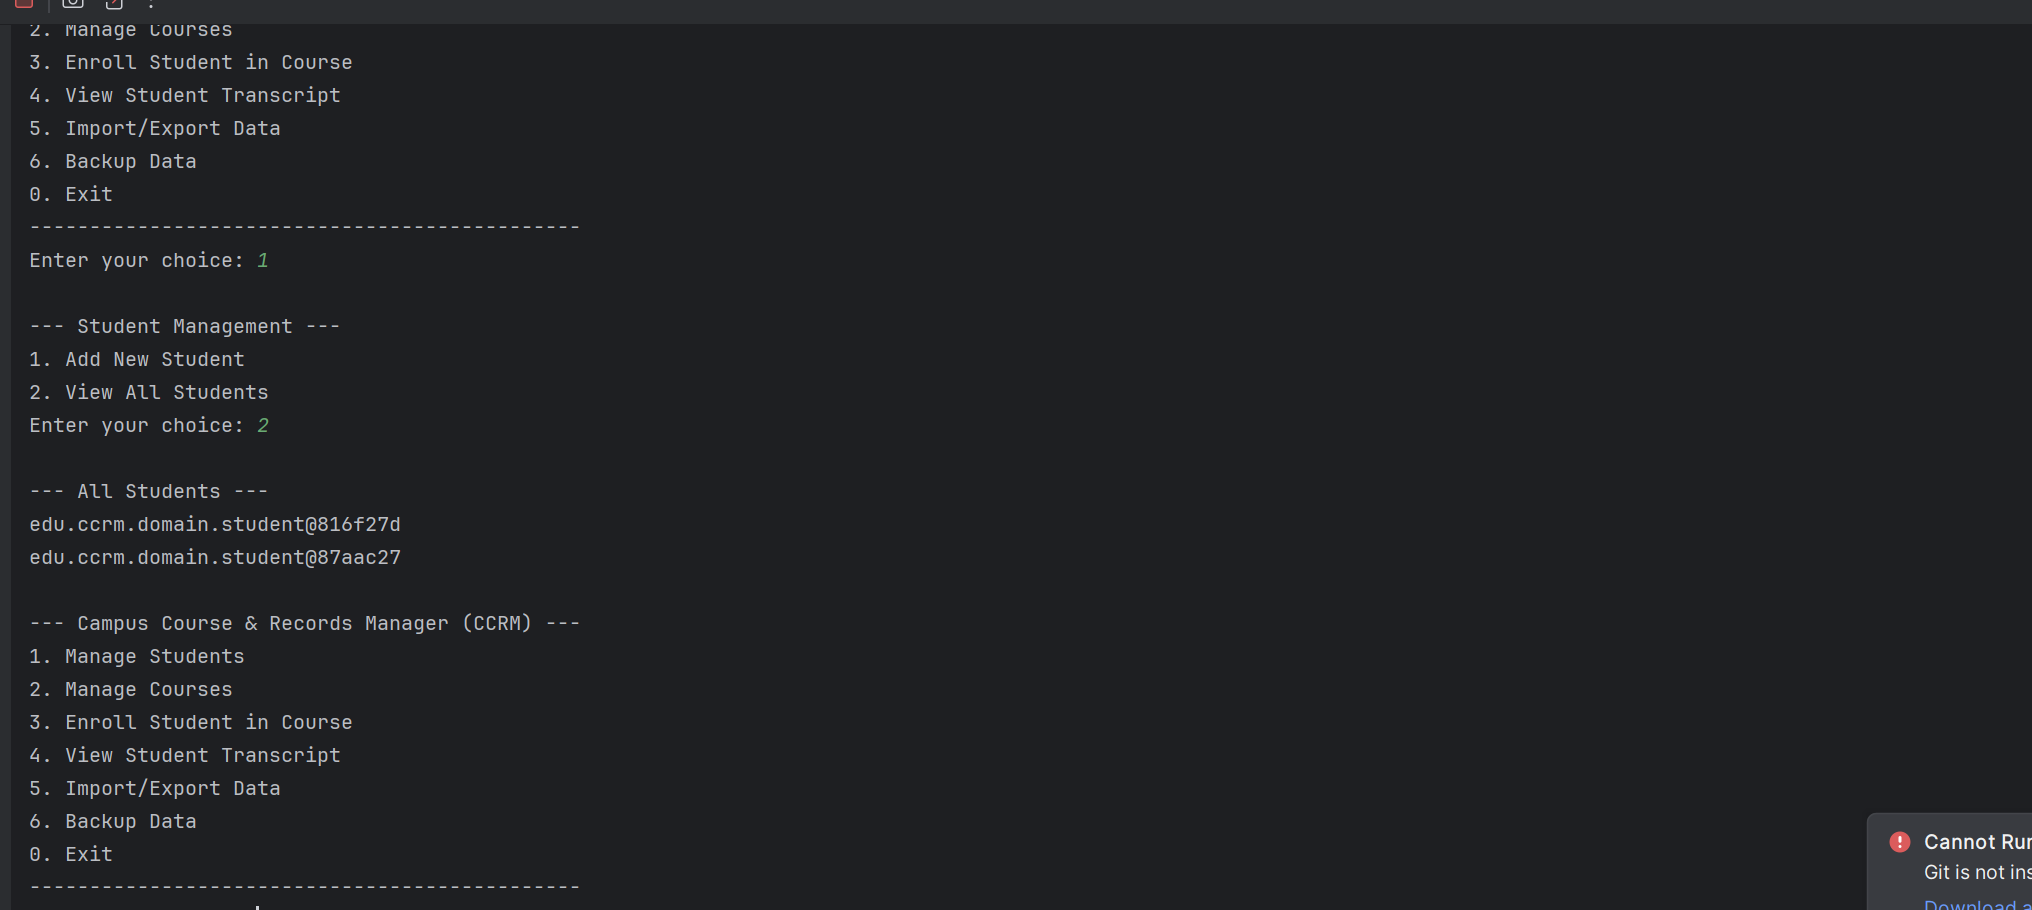 2. Manage Courses
3. Enroll Student in Course
4. View Student Transcript
5. Import/Export Data
6. Backup Data
0. Exit
----------------------------------------------
Enter your choice: 1
--- Student Management ---
1. Add New Student
2. View All Students
Enter your choice: 2
--- All Students ---
edu.ccrm.domain.student@816f27d
edu.ccrm.domain.student@87aac27
--- Campus Course & Records Manager (CCRM) ---
1. Manage Students
2. Manage Courses
3. Enroll Student in Course
4. View Student Transcript
5. Import/Export Data
6. Backup Data
0. Exit
----------------------------------------------
Cannot Run
Git is not ins
Download a